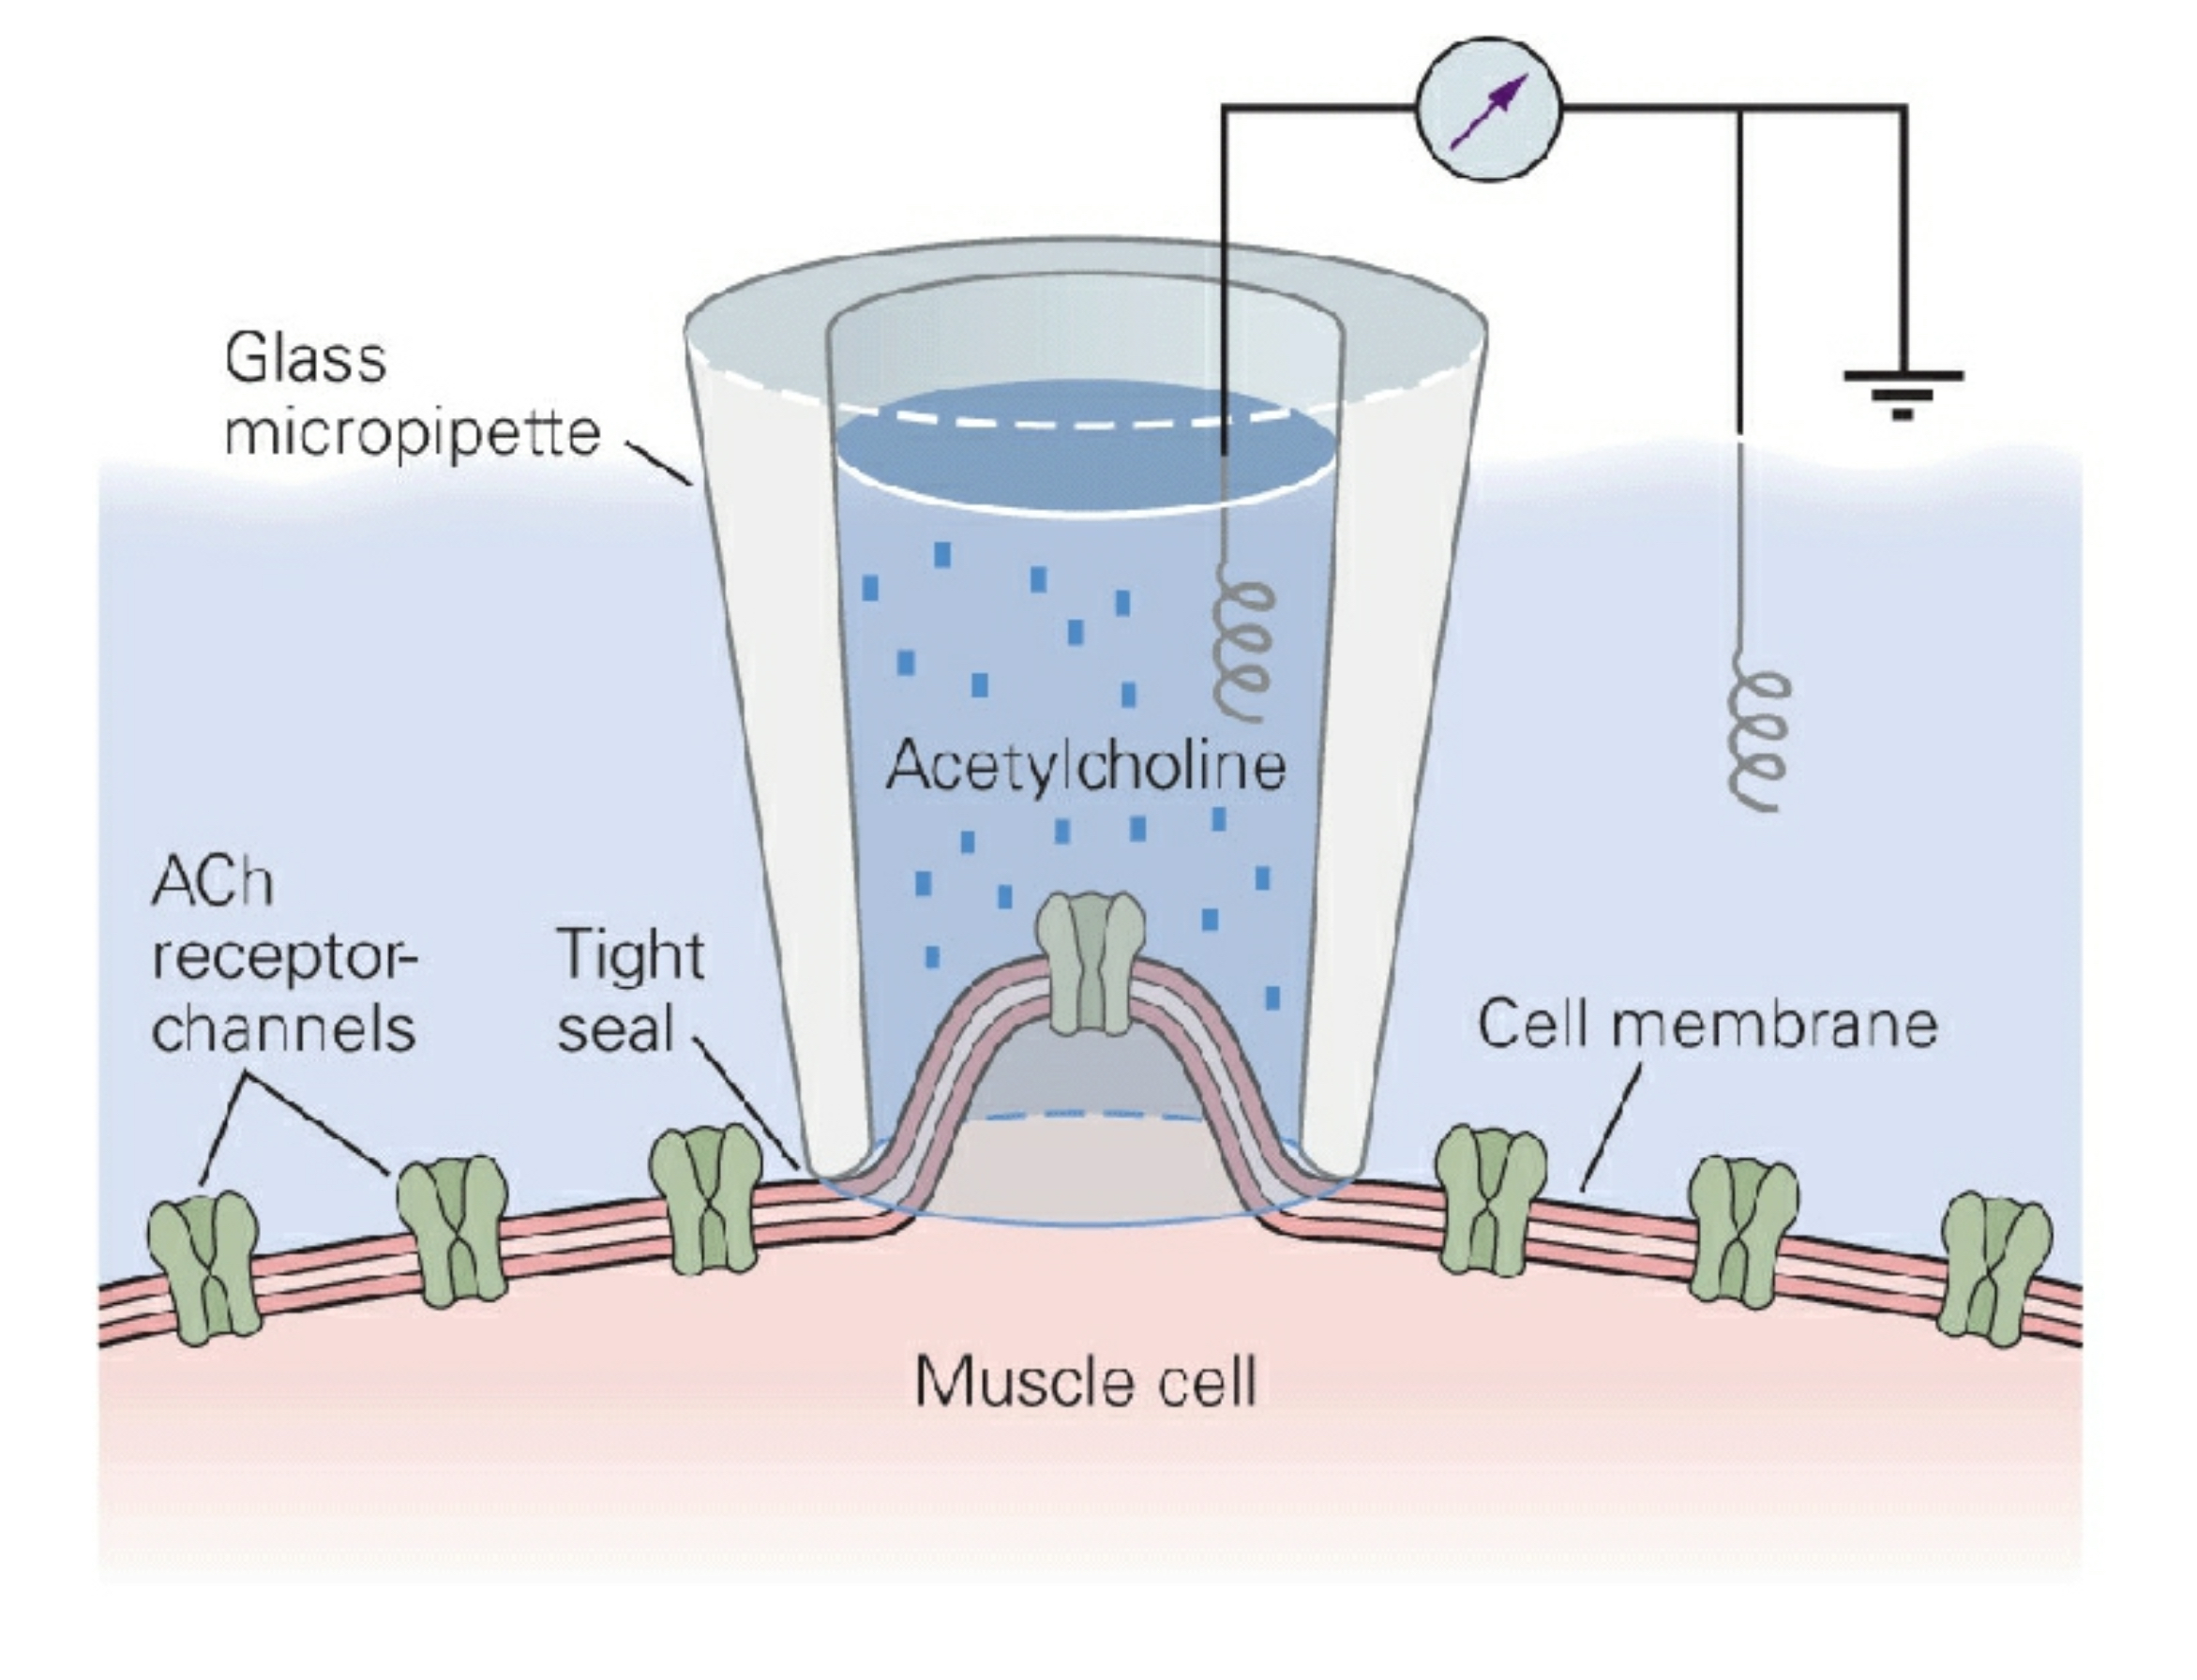 Glass
micropipette
Acetylcholine
ACh
receptor-
channels
Tight
seal
Cell membrane
Muscle cell